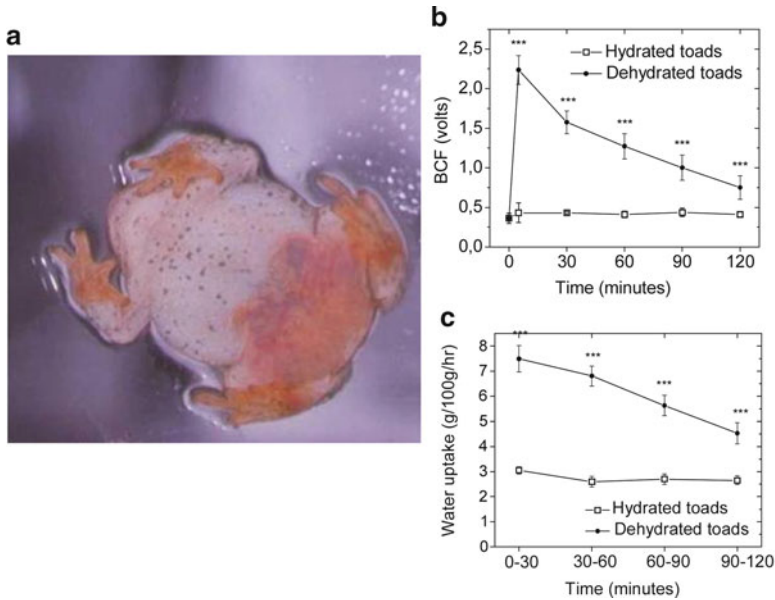 a
b
***
2,5
2,0
1,5
1,0
0,5
0,0
BCF (volts)
Hydrated toads
Dehydrated toads
***
***
***
***
0 30 60 90 120
Time (minutes)
c
***
8
7
6
5
4
3
2
1
0
Water uptake (g/100g/hr)
***
***
***
Hydrated toads
Dehydrated toads
0-30 30-60 60-90 90-120
Time (minutes)